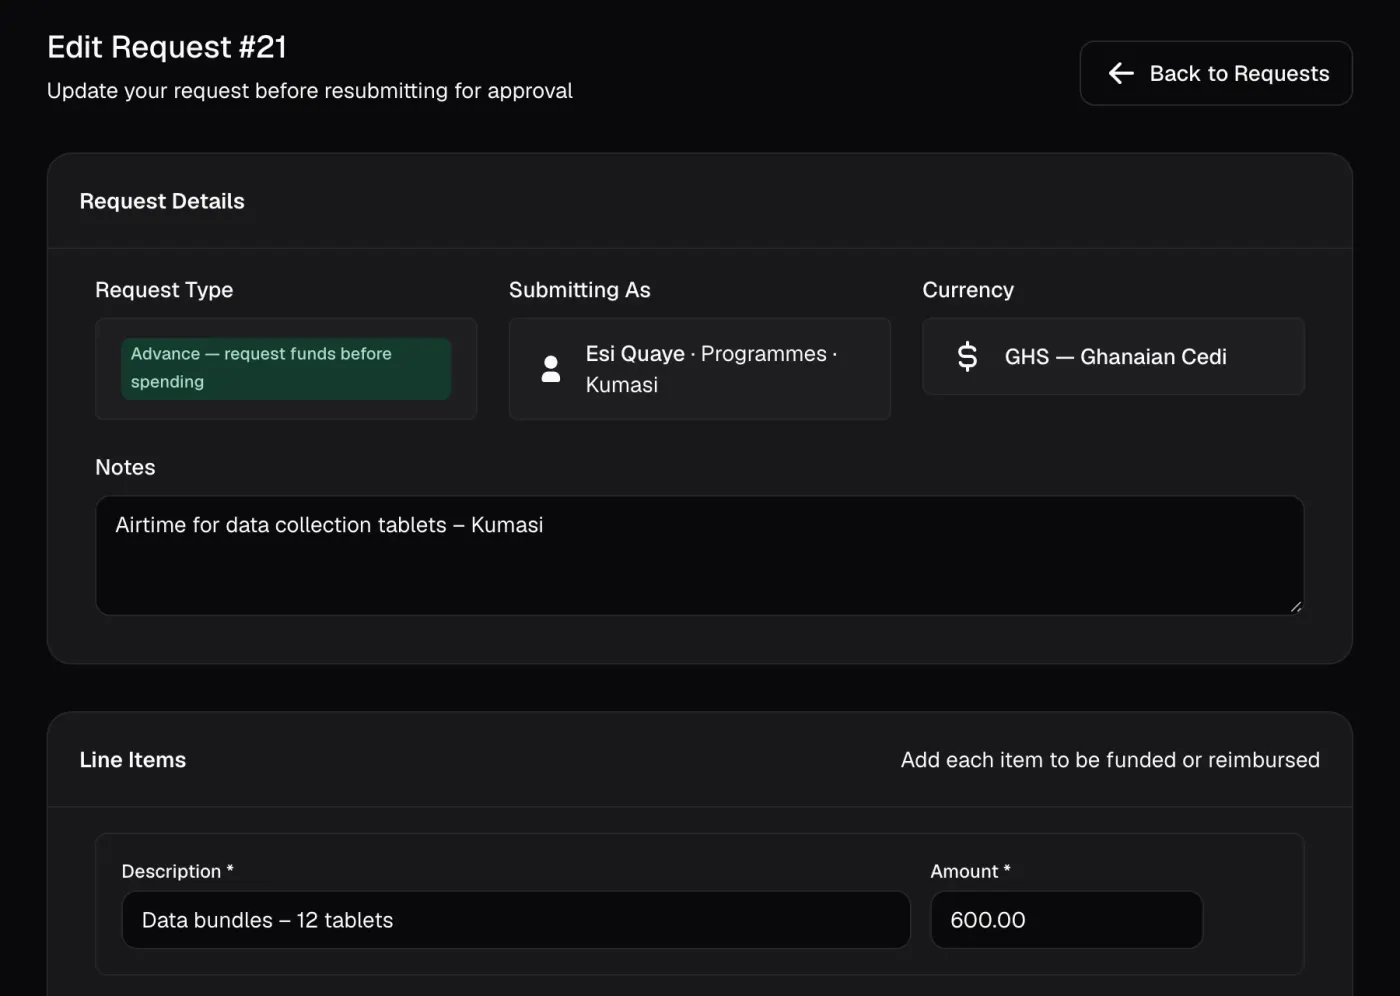 Edit Request #21
Update your request before resubmitting for approval
Back to Requests
Request Details
Request Type
Submitting As
Currency
Advance — request funds before
spending
Esi Quaye · Programmes ·
Kumasi
GHS — Ghanaian Cedi
Notes
Airtime for data collection tablets – Kumasi
Line Items
Add each item to be funded or reimbursed
Description *
Amount *
Data bundles – 12 tablets
600.00